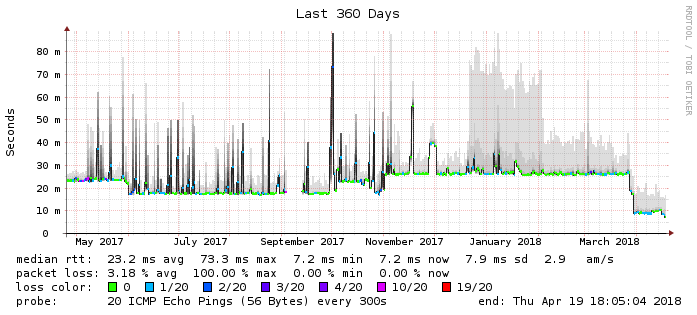 Last 360 Days
RRDTOOL / TOBI OETIKER
Seconds
80 m
70 m
60 m
50 m
40 m
30 m
20 m
10 m
0
May 2017 July 2017 September 2017 November 2017 January 2018 March 2018
median rtt: 23.2 ms avg 73.3 ms max 7.2 ms min 7.2 ms now 7.9 ms sd 2.9 am/s
packet loss: 3.18 % avg 100.00 % max 0.00 % min 0.00 % now
loss color: 0 1/20 2/20 3/20 4/20 10/20 19/20
probe: 20 ICMP Echo Pings (56 Bytes) every 300s end: Thu Apr 19 18:05:04 2018